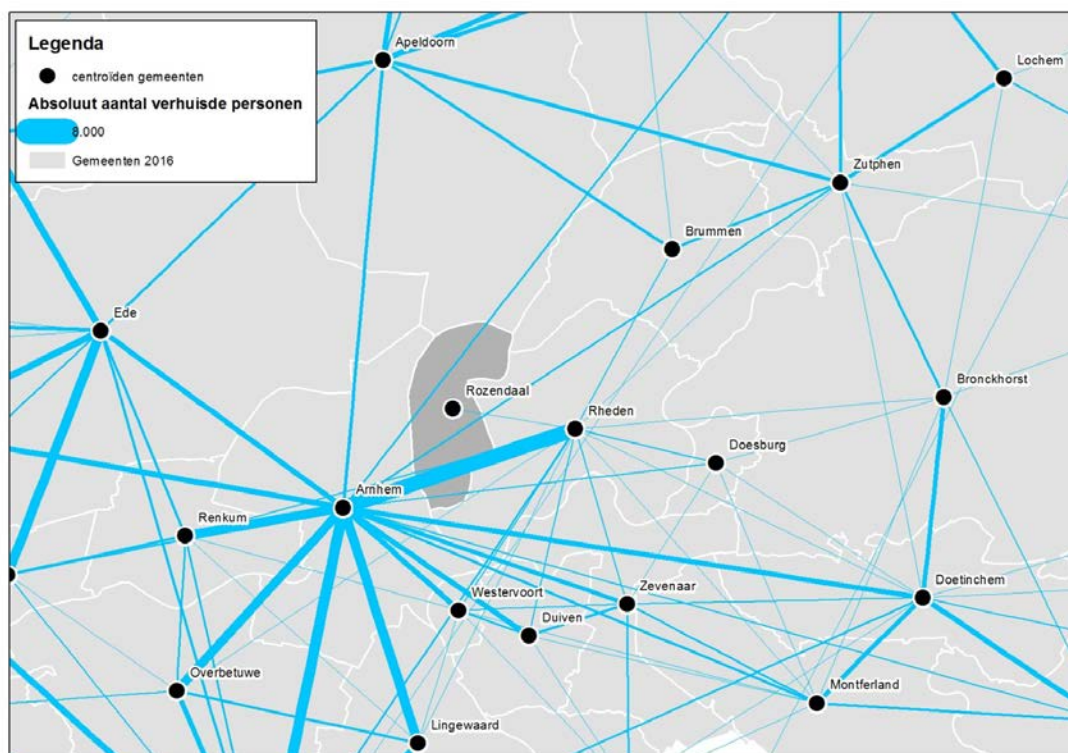 Legenda
centroïden gemeenten
Absoluut aantal verhuisde personen
8.000
Gemeenten 2016
Apeldoorn
Lochem
Zutphen
Brummen
Ede
Bronckhorst
Rozendaal
Rheden
Doesburg
Arnhem
Renkum
Westervoort
Zevenaar
Doetinchem
Duiven
Overbetuwe
Montferland
Lingewaard